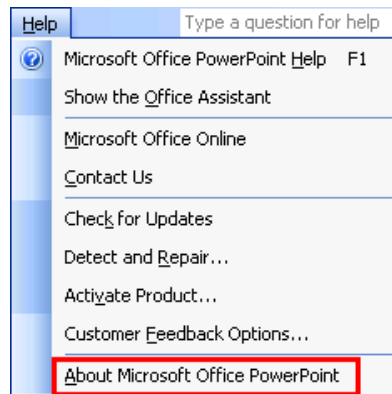 Help Type a question for help
Microsoft Office PowerPoint Help F1
Show the Office Assistant
Microsoft Office Online
Contact Us
Check for Updates
Detect and Repair...
Activate Product...
Customer Feedback Options...
About Microsoft Office PowerPoint